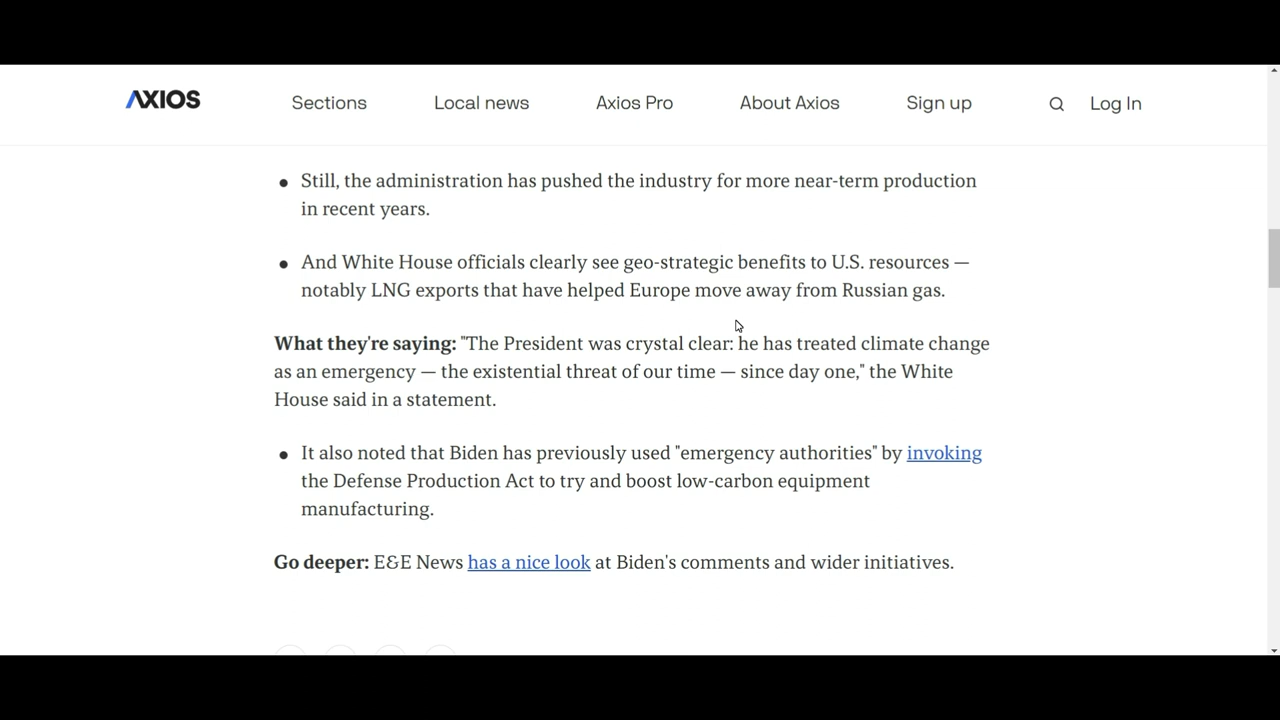 AXIOS Sections Local news Axios Pro About Axios Sign up Log In
• Still, the administration has pushed the industry for more near-term production
in recent years.
• And White House officials clearly see geo-strategic benefits to U.S. resources —
notably LNG exports that have helped Europe move away from Russian gas.
What they're saying: "The President was crystal clear: he has treated climate change
as an emergency — the existential threat of our time — since day one," the White
House said in a statement.
• It also noted that Biden has previously used "emergency authorities" by invoking
the Defense Production Act to try and boost low-carbon equipment
manufacturing.
Go deeper: E&E News has a nice look at Biden's comments and wider initiatives.